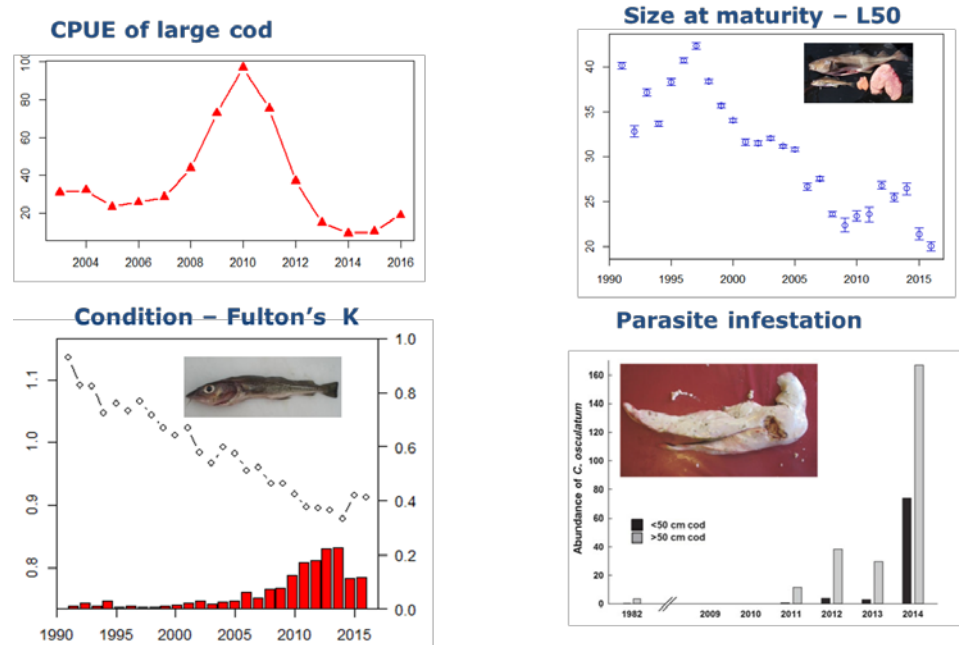 CPUE of large cod
100
80
60
40
20
2004 2006 2008 2010 2012 2014 2016
Size at maturity – L50
40
35
30
25
20
1990 1995 2000 2005 2010 2015
Condition – Fulton's K
1.1
1.0
0.9
0.8
1.0
0.8
0.6
0.4
0.2
0.0
1990 1995 2000 2005 2010 2015
Parasite infestation
Abundance of C. osculatum
160
140
120
100
80
60
40
20
0
<50 cm cod
>50 cm cod
1982 2009 2010 2011 2012 2013 2014